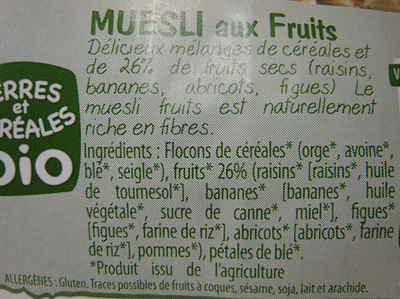 MUESLI aux Fruits
Délicieux mélanges de céréales et
de 26% de fruits secs (raisins,
bananes, abricots, figues) Le
muesli fruits est naturellement
riche en fibres.
ERRES
et
RÉALES
bio
Ingrédients : Flocons de céréales* (orge*, avoine*,
blé*, seigle*), fruits* 26% (raisins* [raisins*, huile
de tournesol*], bananes* [bananes*, huile
végétale*, sucre de canne*, miel*], figues*
[figues*, farine de riz*], abricots* [abricots*, farine
de riz*], pommes*), pétales de blé*.
*Produit issu de l'agriculture
ALLERGÈNES : Gluten. Traces possibles de fruits à coques, sésame, soja, lait et arachide.